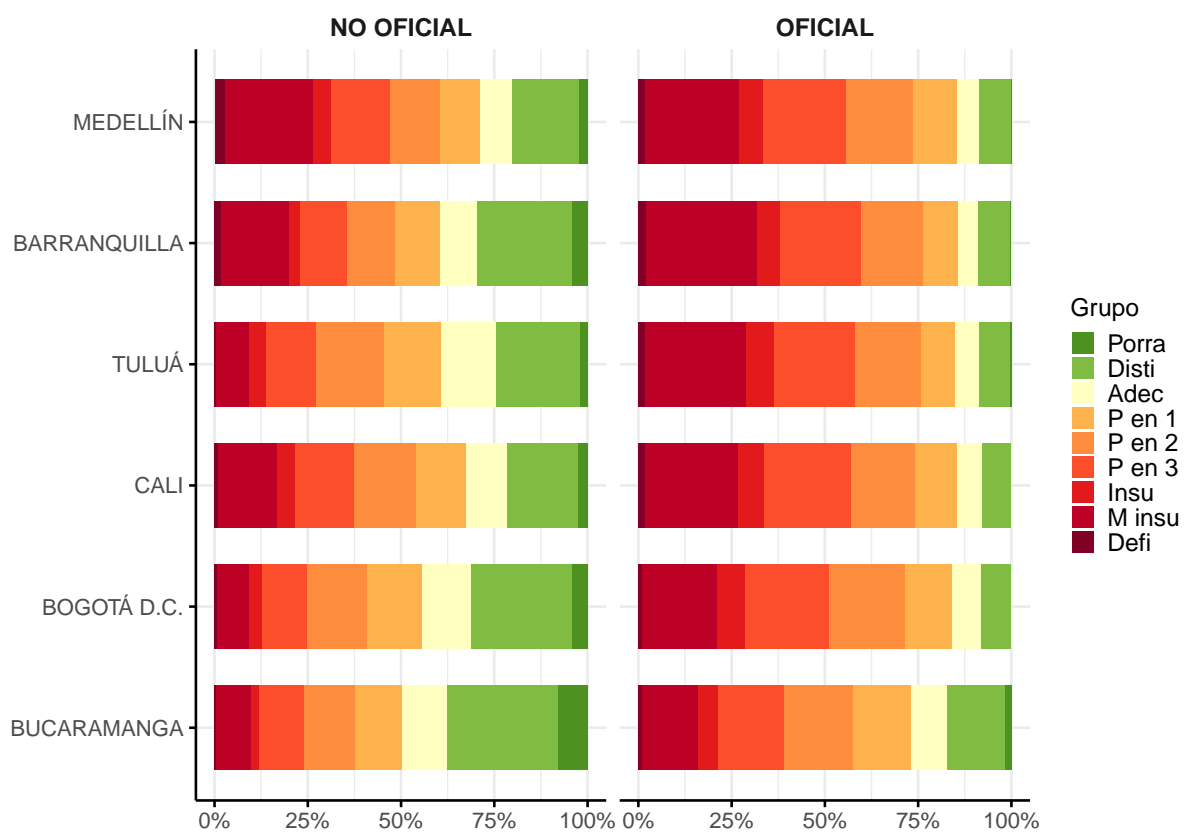 NO OFICIAL
OFICIAL
MEDELLÍN
BARRANQUILLA
TULUÁ
CALI
BOGOTÁ D.C.
BUCARAMANGA
0% 25% 50% 75% 100% 0% 25% 50% 75% 100%
Grupo
Porra
Disti
Adec
P en 1
P en 2
P en 3
Insu
M insu
Defi